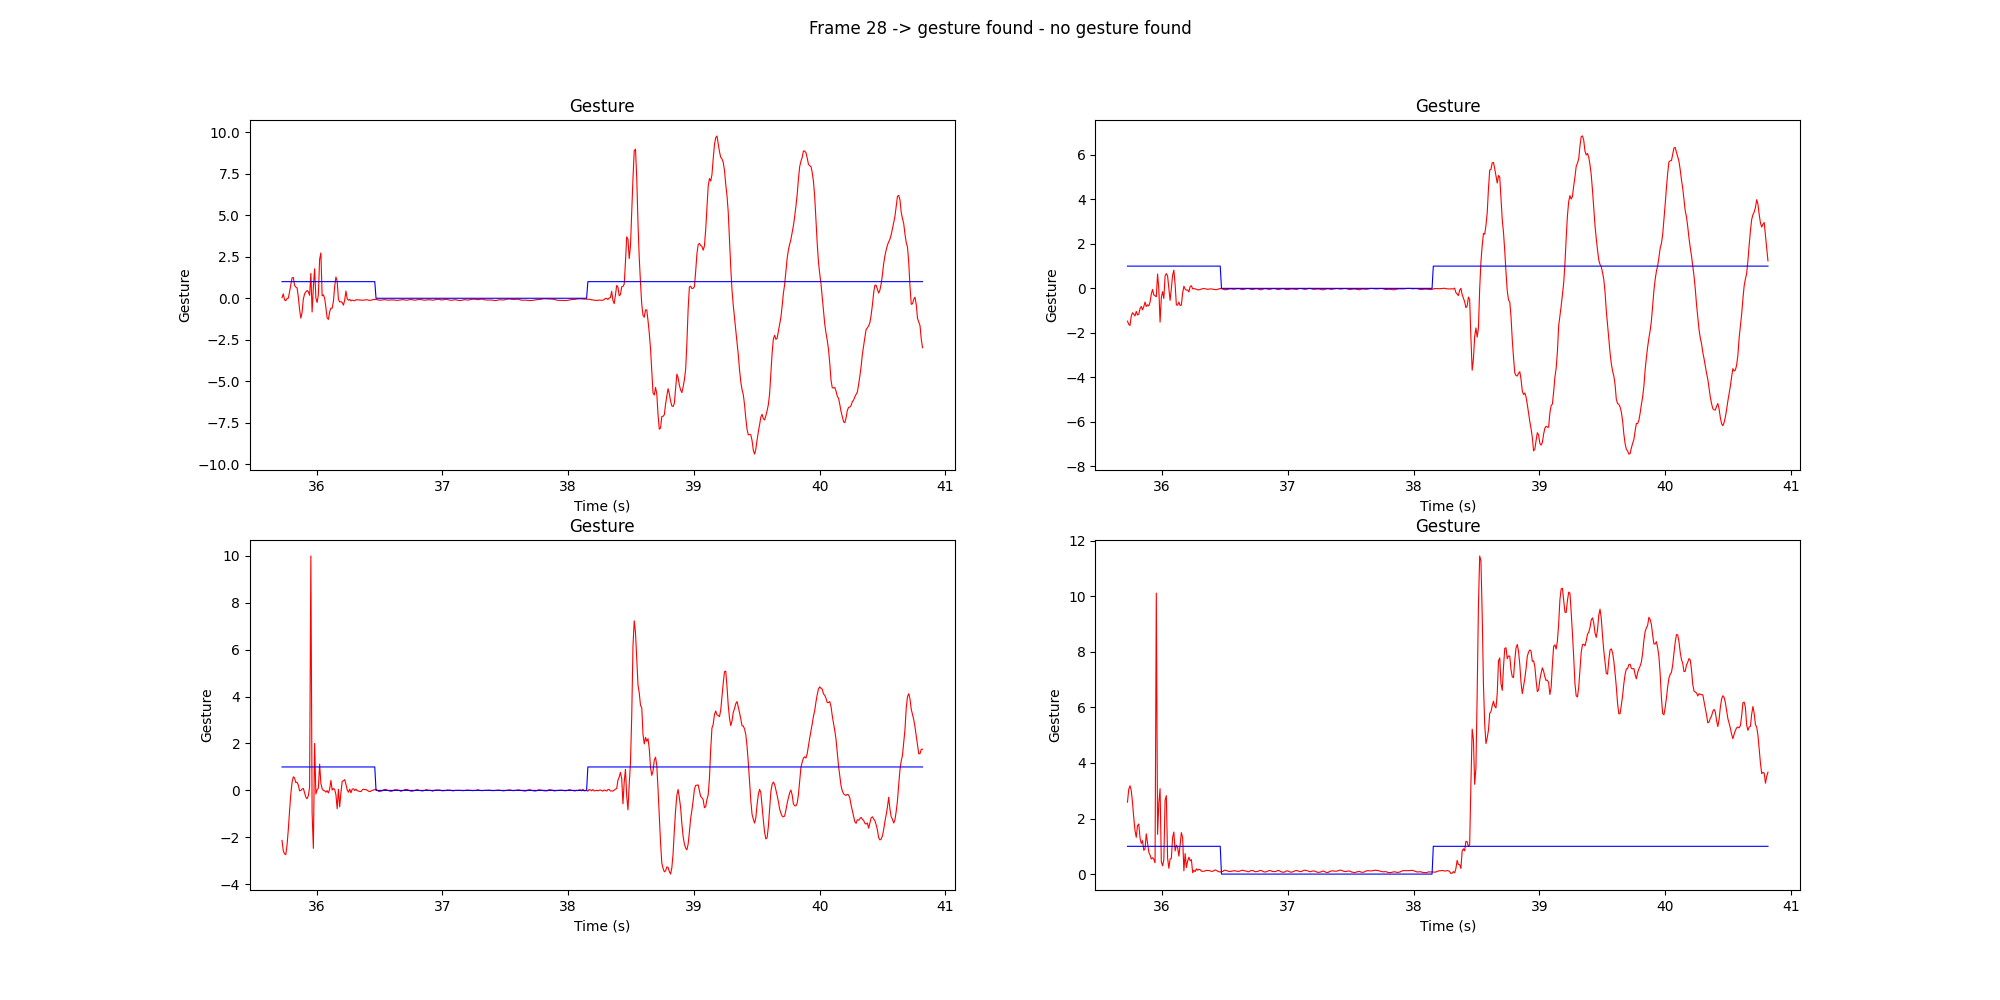 Frame 28 -> gesture found - no gesture found
Gesture
10.0
7.5
5.0
2.5
0.0
−2.5
−5.0
−7.5
−10.0
Gesture
36 37 38 39 40 41
Time (s)
Gesture
6
4
2
0
−2
−4
−6
−8
Gesture
36 37 38 39 40 41
Time (s)
Gesture
10
8
6
4
2
0
−2
−4
Gesture
36 37 38 39 40 41
Time (s)
Gesture
12
10
8
6
4
2
0
Gesture
36 37 38 39 40 41
Time (s)